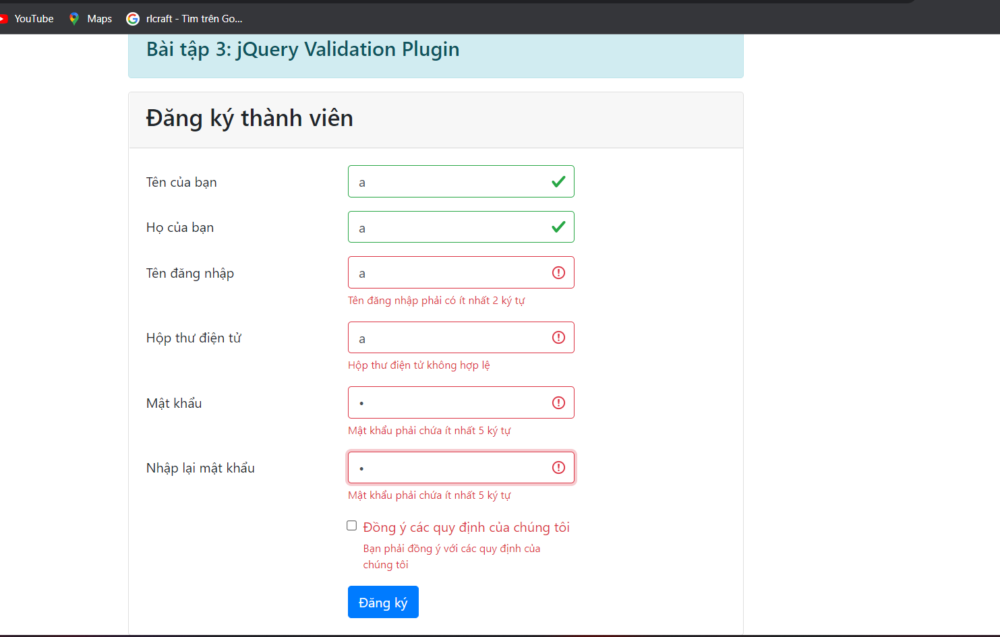 YouTube Maps rlcraft - Tìm trên Go...
Bài tập 3: jQuery Validation Plugin
Đăng ký thành viên
Tên của bạn a
Họ của bạn a
Tên đăng nhập a
Tên đăng nhập phải có ít nhất 2 ký tự
Hộp thư điện tử a
Hộp thư điện tử không hợp lệ
Mật khẩu •
Mật khẩu phải chứa ít nhất 5 ký tự
Nhập lại mật khẩu •
Mật khẩu phải chứa ít nhất 5 ký tự
Đồng ý các quy định của chúng tôi
Bạn phải đồng ý với các quy định của
chúng tôi
Đăng ký